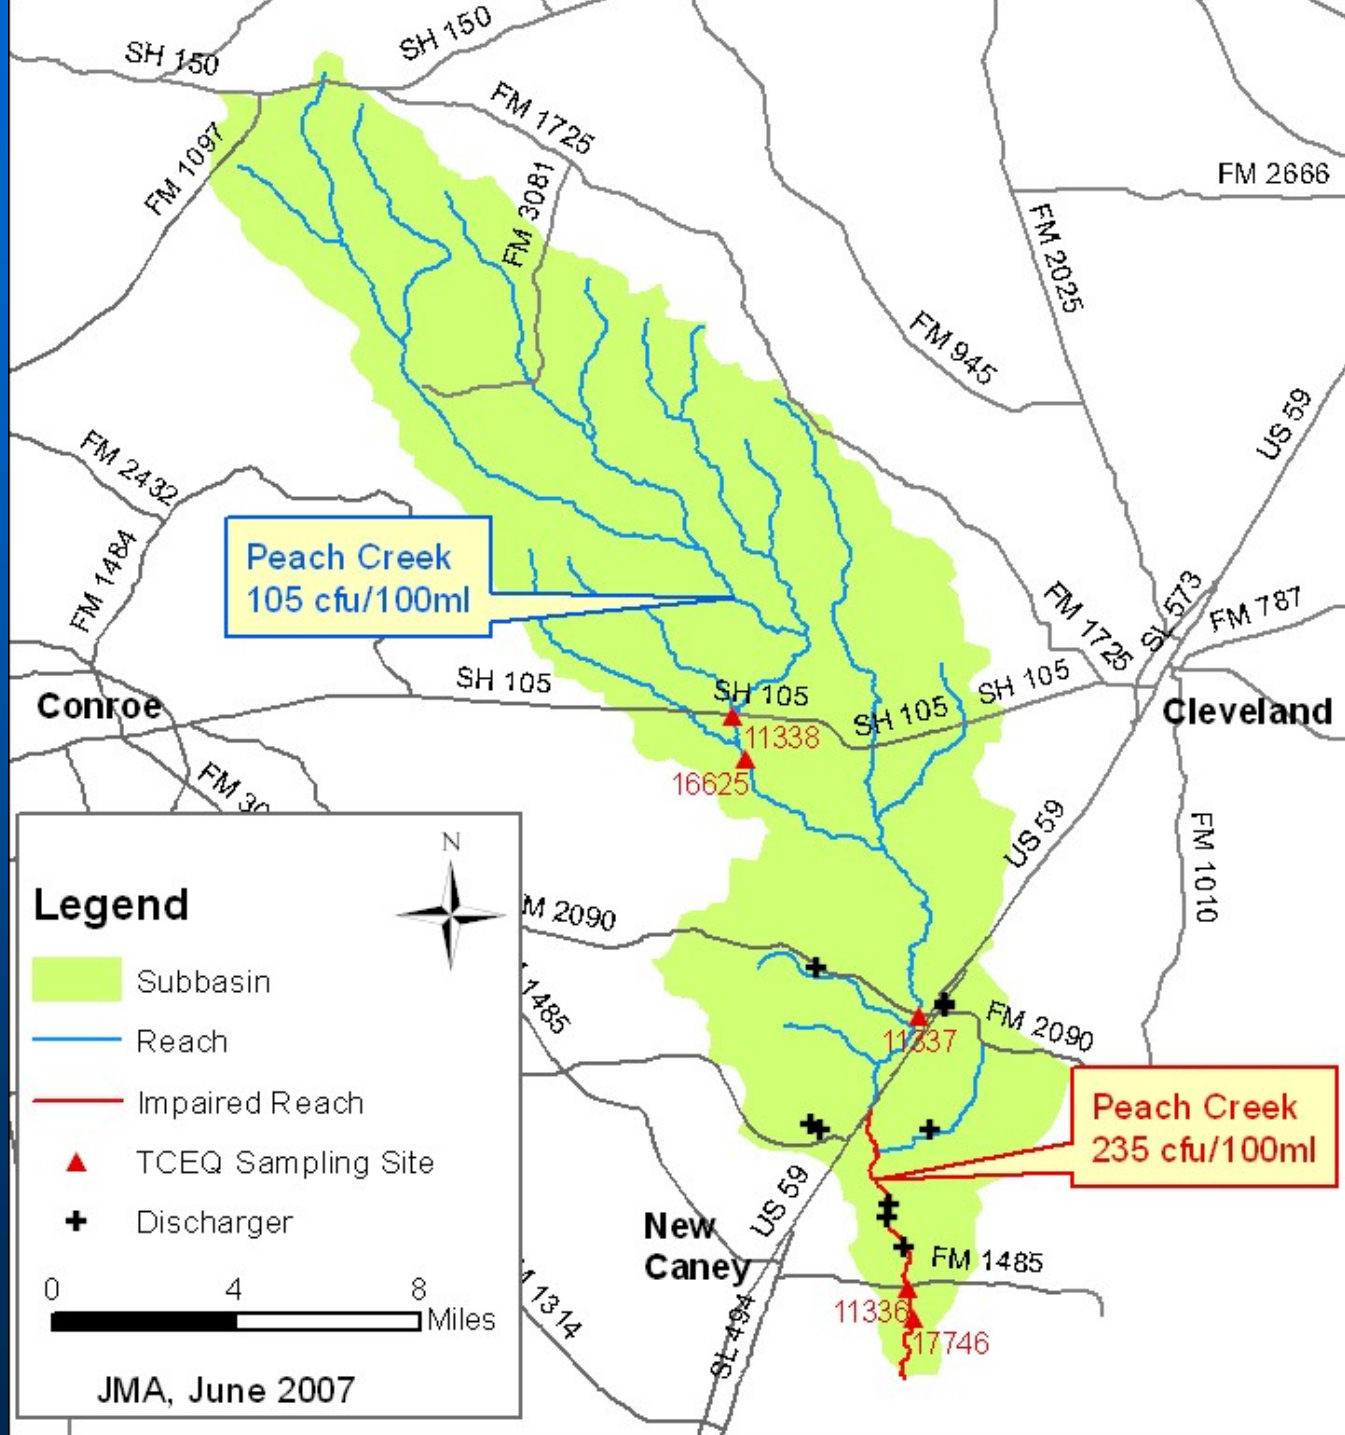 SH 150
SH 150
FM 1725
FM 1097
FM 3081
FM 2666
FM 2025
FM 945
US 59
FM 2432
FM 1484
Peach Creek
105 cfu/100ml
FM 1725
SL 573
FM 787
SH 105
SH 105
SH 105
SH 105
Conroe
Cleveland
11338
16625
FM 30
US 59
FM 1010
M 2090
1485
11337
FM 2090
Peach Creek
235 cfu/100ml
US 59
New
Caney
FM 1485
M 1314
SL 494
11336
17746
N
Legend
Subbasin
Reach
Impaired Reach
TCEQ Sampling Site
Discharger
0 4 8
Miles
JMA, June 2007